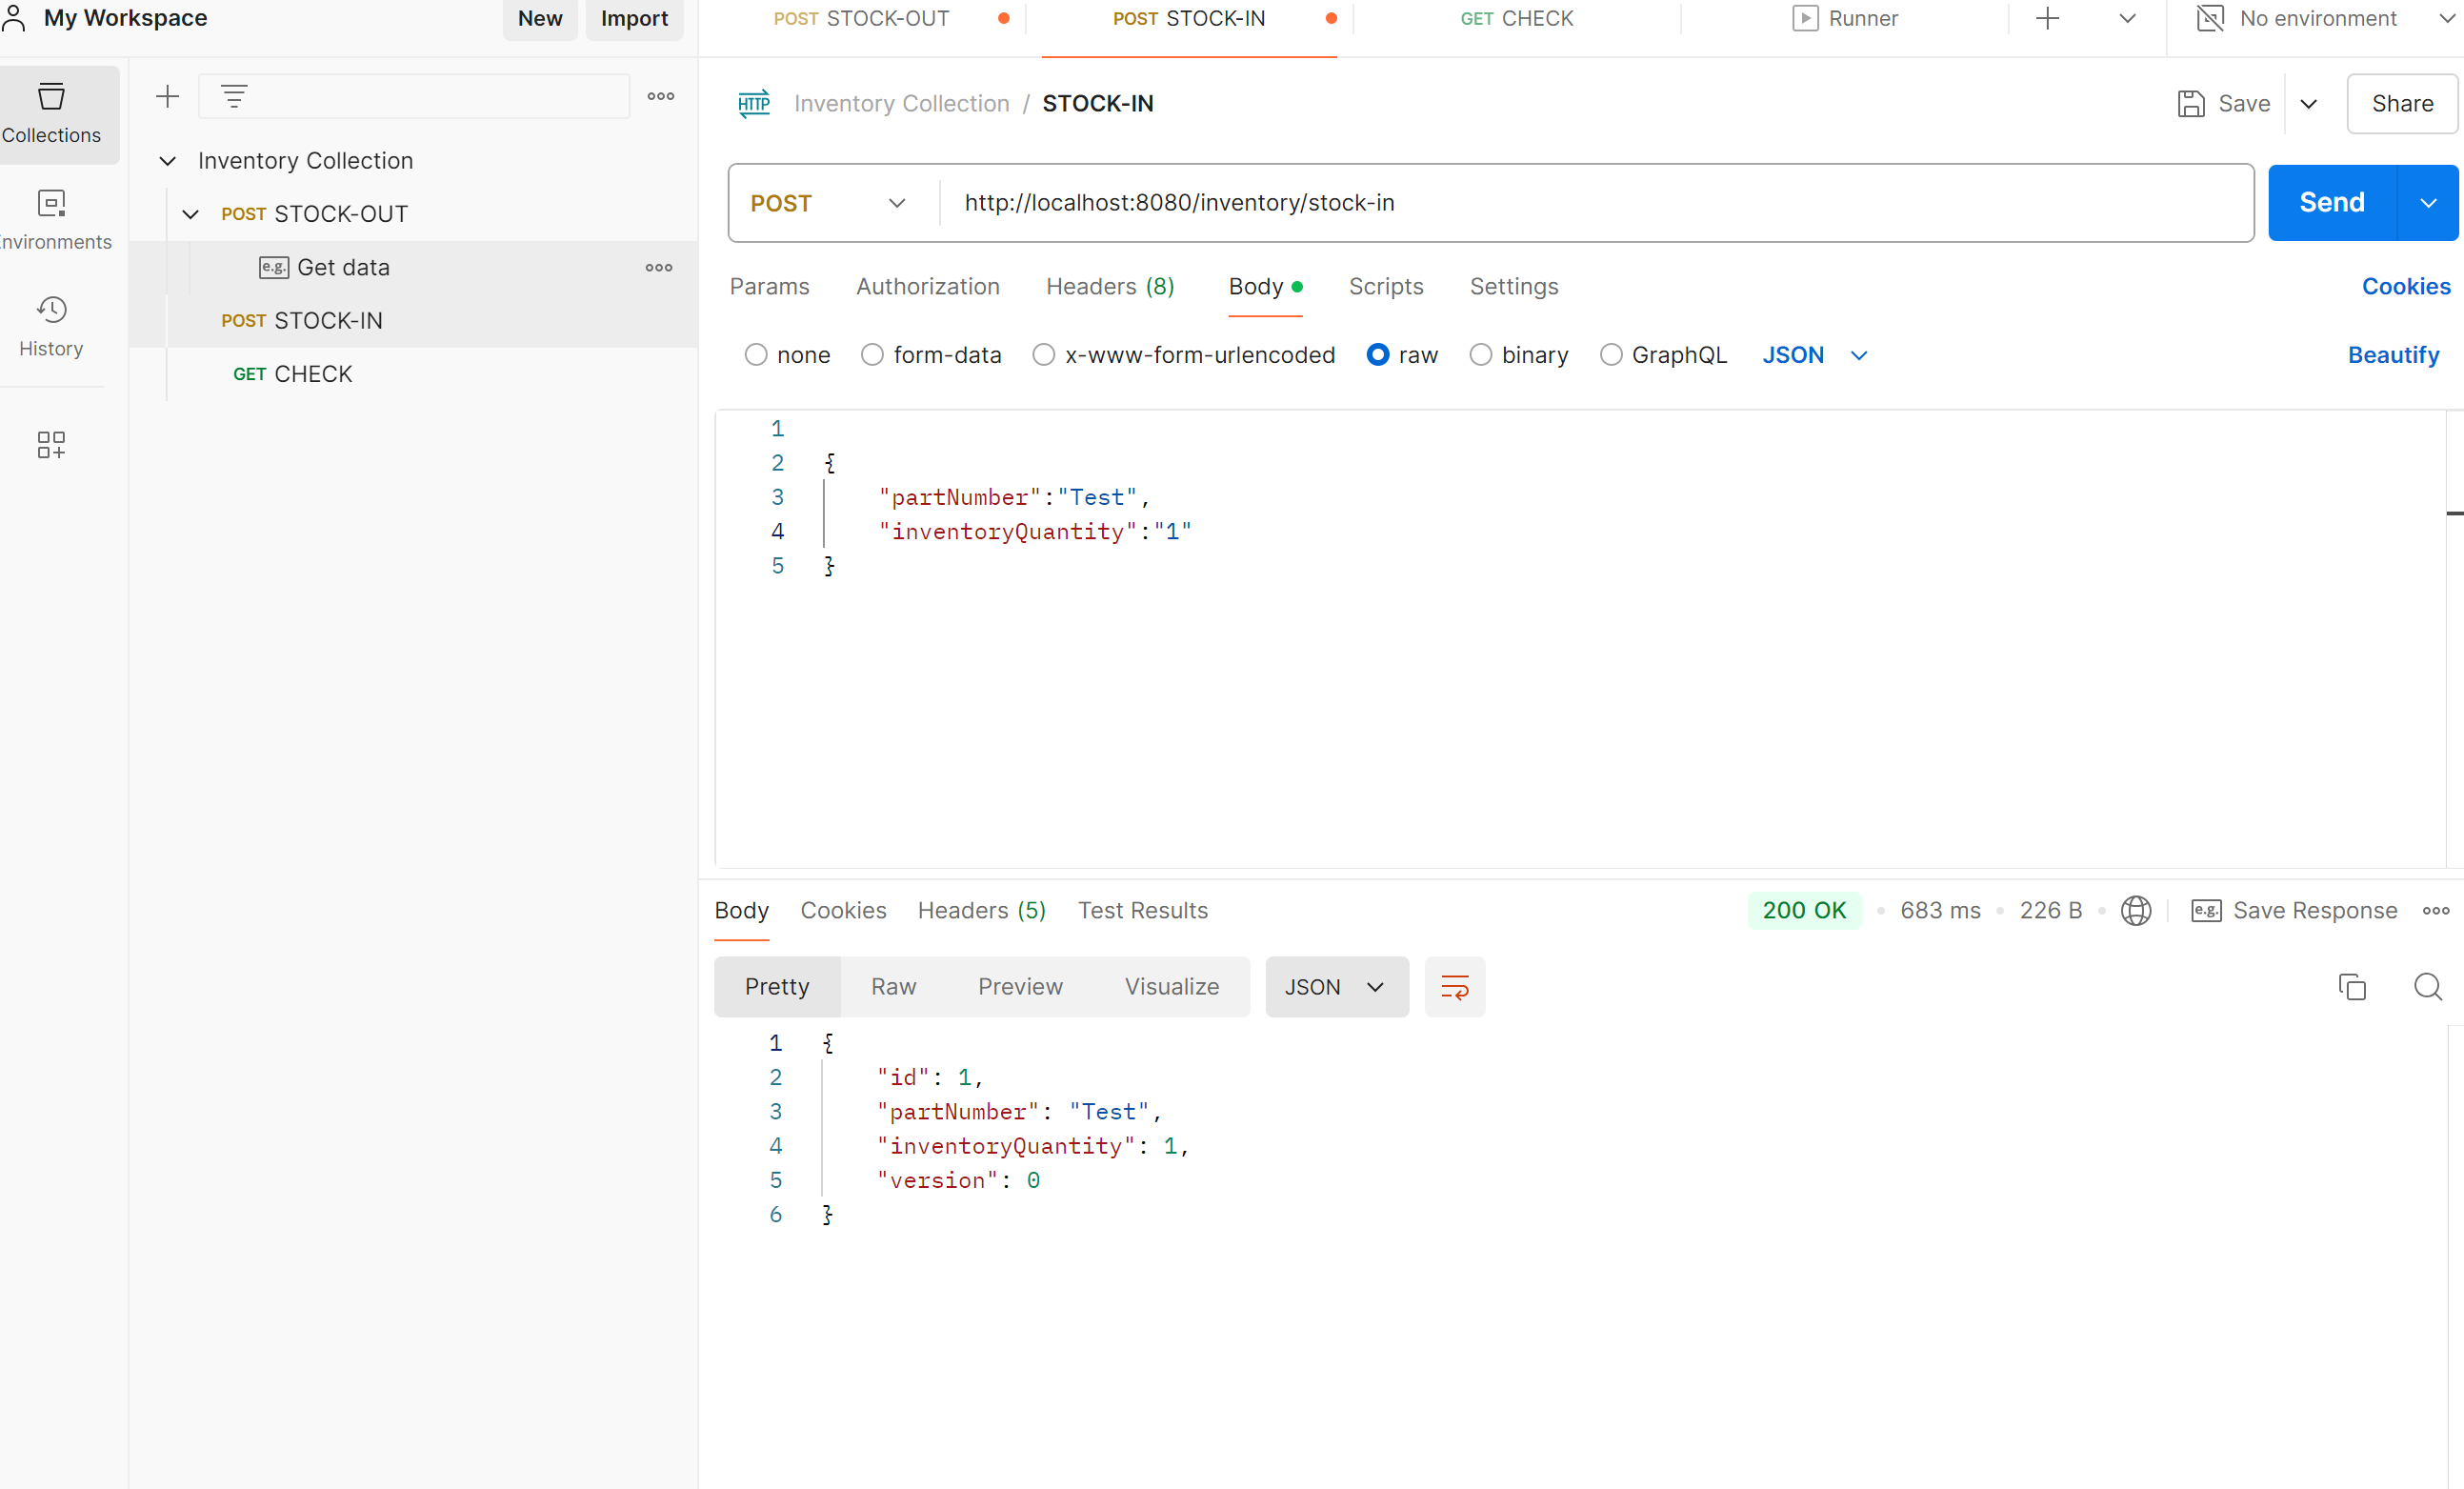 My Workspace
New
Import
POST STOCK-OUT
POST STOCK-IN
GET CHECK
Runner
No environment
Collections
nvironments
History
Inventory Collection
POST STOCK-OUT
e.g. Get data
POST STOCK-IN
GET CHECK
HTTP Inventory Collection / STOCK-IN
Save
Share
POST
http://localhost:8080/inventory/stock-in
Send
Params Authorization Headers (8) Body Scripts Settings
Cookies
none form-data x-www-form-urlencoded raw binary GraphQL JSON
Beautify
1
2 {
3 "partNumber":"Test",
4 "inventoryQuantity":"1"
5 }
Body Cookies Headers (5) Test Results
200 OK 683 ms 226 B
e.g. Save Response
Pretty Raw Preview Visualize JSON
1 {
2 "id": 1,
3 "partNumber": "Test",
4 "inventoryQuantity": 1,
5 "version": 0
6 }